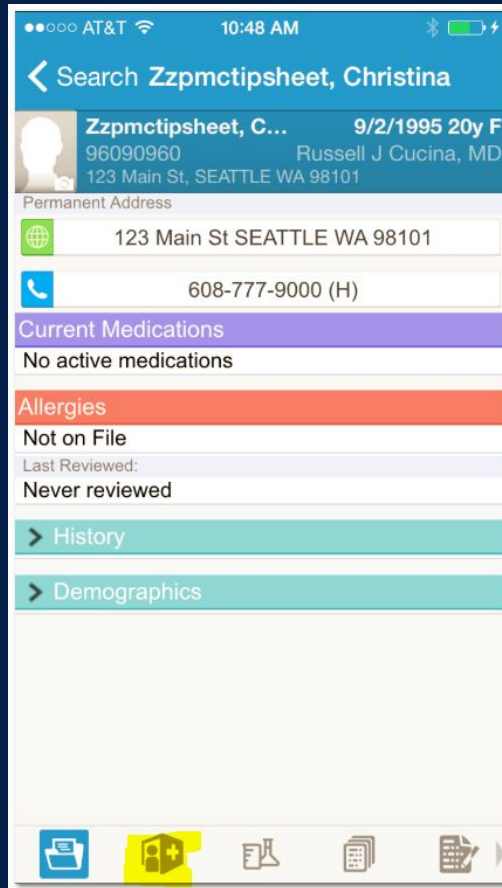 AT&T 10:48 AM
Search Zzpmctipsheet, Christina
Zzpmctipsheet, C... 9/2/1995 20y F
96090960 Russell J Cucina, MD
123 Main St, SEATTLE WA 98101
Permanent Address
123 Main St SEATTLE WA 98101
608-777-9000 (H)
Current Medications
No active medications
Allergies
Not on File
Last Reviewed:
Never reviewed
History
Demographics